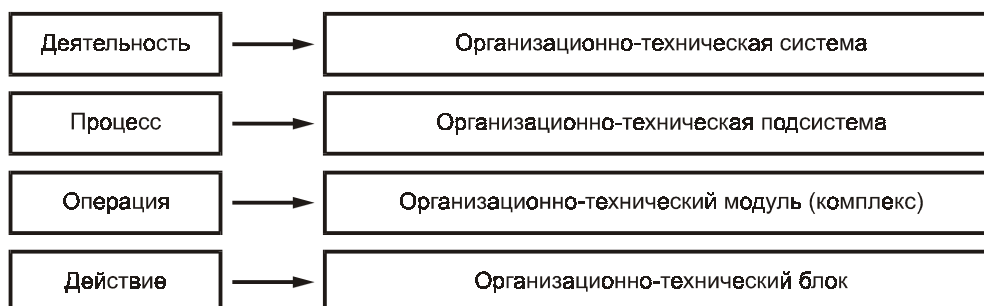 Деятельность
Организационно-техническая система
Процесс
Организационно-техническая подсистема
Операция
Организационно-технический модуль (комплекс)
Действие
Организационно-технический блок